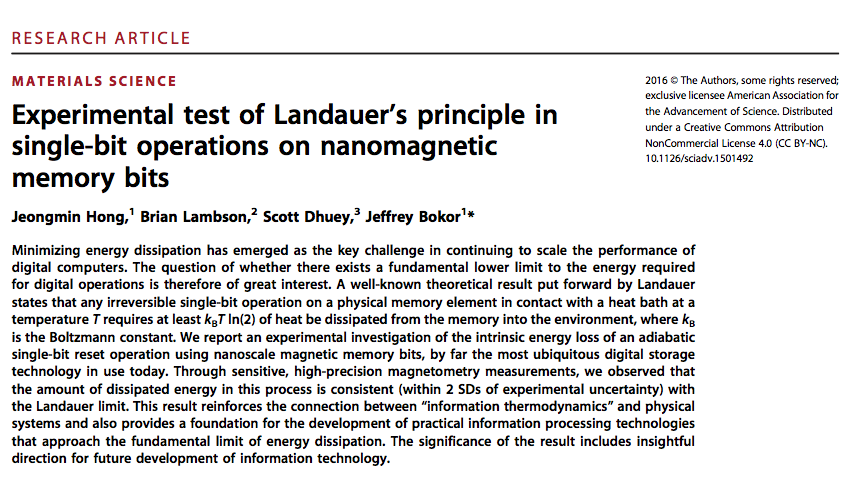 RESEARCH ARTICLE
MATERIALS SCIENCE
Experimental test of Landauer’s principle in
single-bit operations on nanomagnetic
memory bits
Jeongmin Hong,1 Brian Lambson,2 Scott Dhuey,3 Jeffrey Bokor1*
2016 © The Authors, some rights reserved;
exclusive licensee American Association for
the Advancement of Science. Distributed
under a Creative Commons Attribution
NonCommercial License 4.0 (CC BY-NC).
10.1126/sciadv.1501492
Minimizing energy dissipation has emerged as the key challenge in continuing to scale the performance of
digital computers. The question of whether there exists a fundamental lower limit to the energy required
for digital operations is therefore of great interest. A well-known theoretical result put forward by Landauer
states that any irreversible single-bit operation on a physical memory element in contact with a heat bath at a
temperature T requires at least kBT ln(2) of heat be dissipated from the memory into the environment, where kB
is the Boltzmann constant. We report an experimental investigation of the intrinsic energy loss of an adiabatic
single-bit reset operation using nanoscale magnetic memory bits, by far the most ubiquitous digital storage
technology in use today. Through sensitive, high-precision magnetometry measurements, we observed that
the amount of dissipated energy in this process is consistent (within 2 SDs of experimental uncertainty) with
the Landauer limit. This result reinforces the connection between “information thermodynamics” and physical
systems and also provides a foundation for the development of practical information processing technologies
that approach the fundamental limit of energy dissipation. The significance of the result includes insightful
direction for future development of information technology.